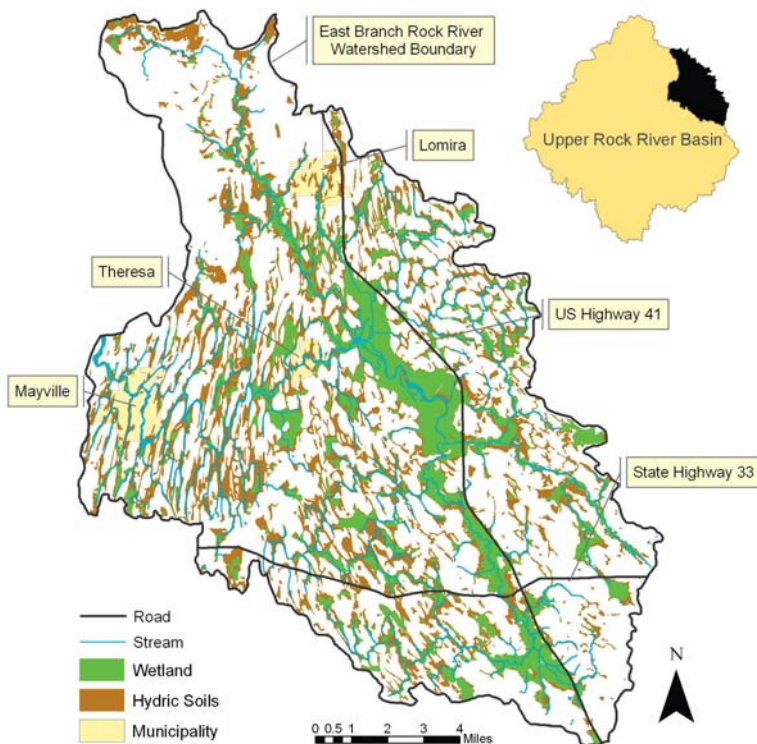 East Branch Rock River
Watershed Boundary
Upper Rock River Basin
Lomira
Theresa
US Highway 41
Mayville
State Highway 33
Road
Stream
Wetland
Hydric Soils
Municipality
N
0 0.5 1 2 3 4
Miles